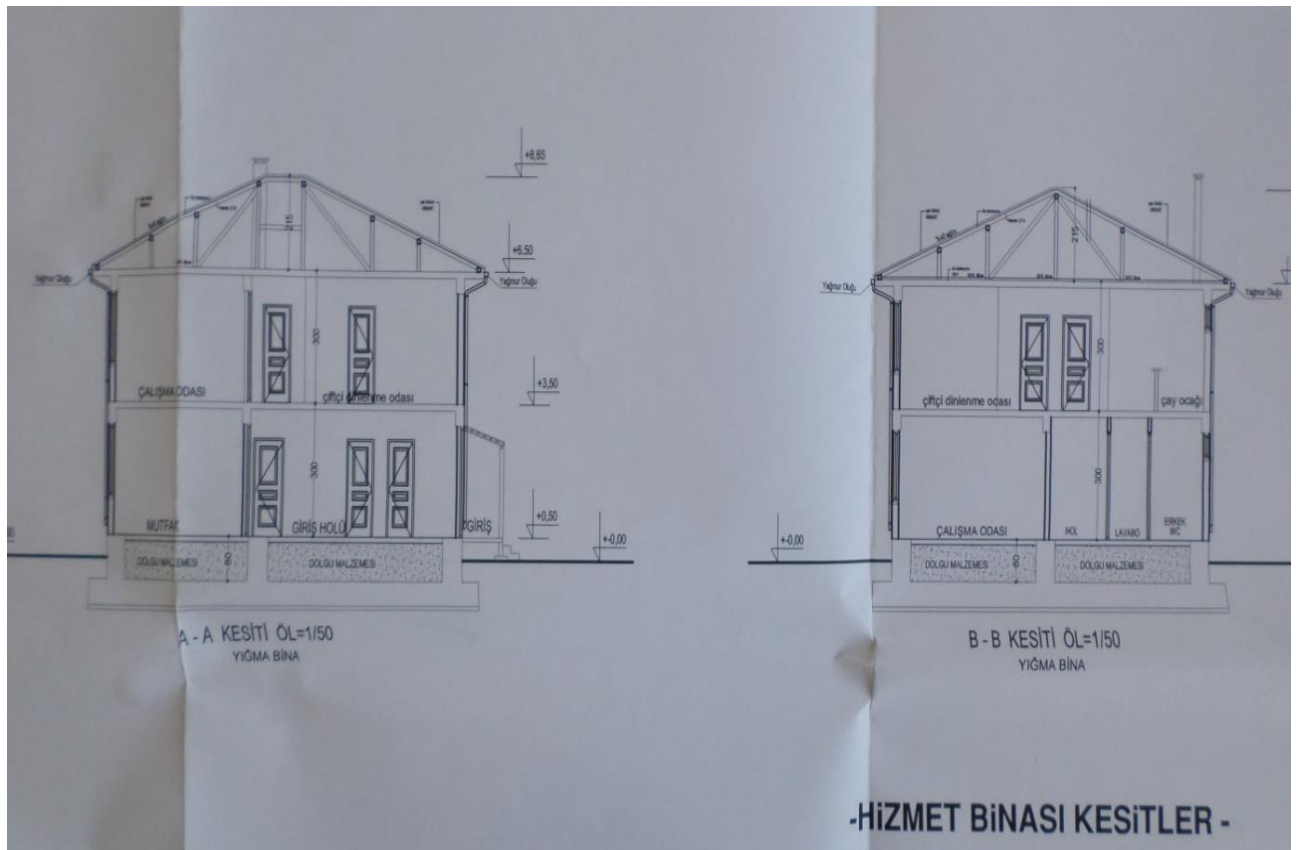 +8,65
215
+6.50
Yağmur Oluğu
Yağmur Oluğu
300
ÇALIŞMA ODASI
çiftçi dinlenme odası
+3,50
300
MUTFAK
GİRİŞ HOLÜ
GİRİŞ
+0,50
+-0,00
DOLGU MALZEMESİ
60
DOLGU MALZEMESİ
A - A KESİTİ ÖL=1/50
YIĞMA BİNA
215
Yağmur Oluğu
Yağmur Oluğu
300
çiftçi dinlenme odası
çay ocağı
300
ÇALIŞMA ODASI
HOL
LAVABO
ERKEK
WC
+-0,00
DOLGU MALZEMESİ
60
DOLGU MALZEMESİ
B - B KESİTİ ÖL=1/50
YIĞMA BİNA
-HİZMET BİNASI KESİTLER -